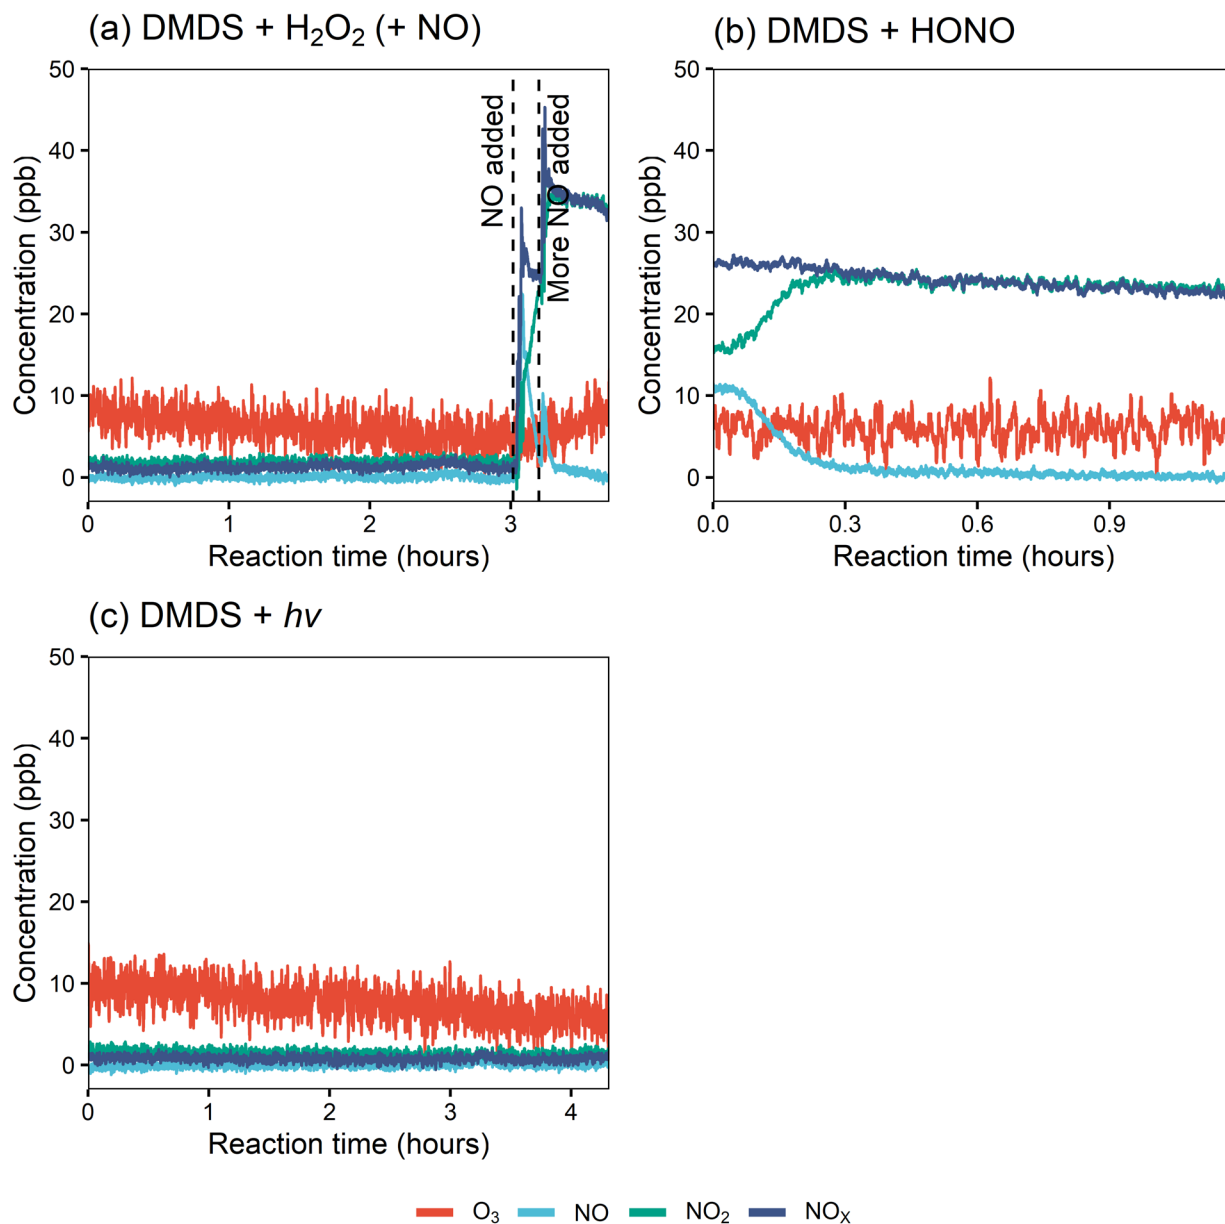 (a) DMDS + H₂O₂ (+ NO)
50
40
30
20
10
0
Concentration (ppb)
NO added
More NO added
0 1 2 3
Reaction time (hours)
(b) DMDS + HONO
50
40
30
20
10
0
Concentration (ppb)
0.0 0.3 0.6 0.9
Reaction time (hours)
(c) DMDS + hv
50
40
30
20
10
0
Concentration (ppb)
0 1 2 3 4
Reaction time (hours)
O₃ NO NO₂ NOₓ